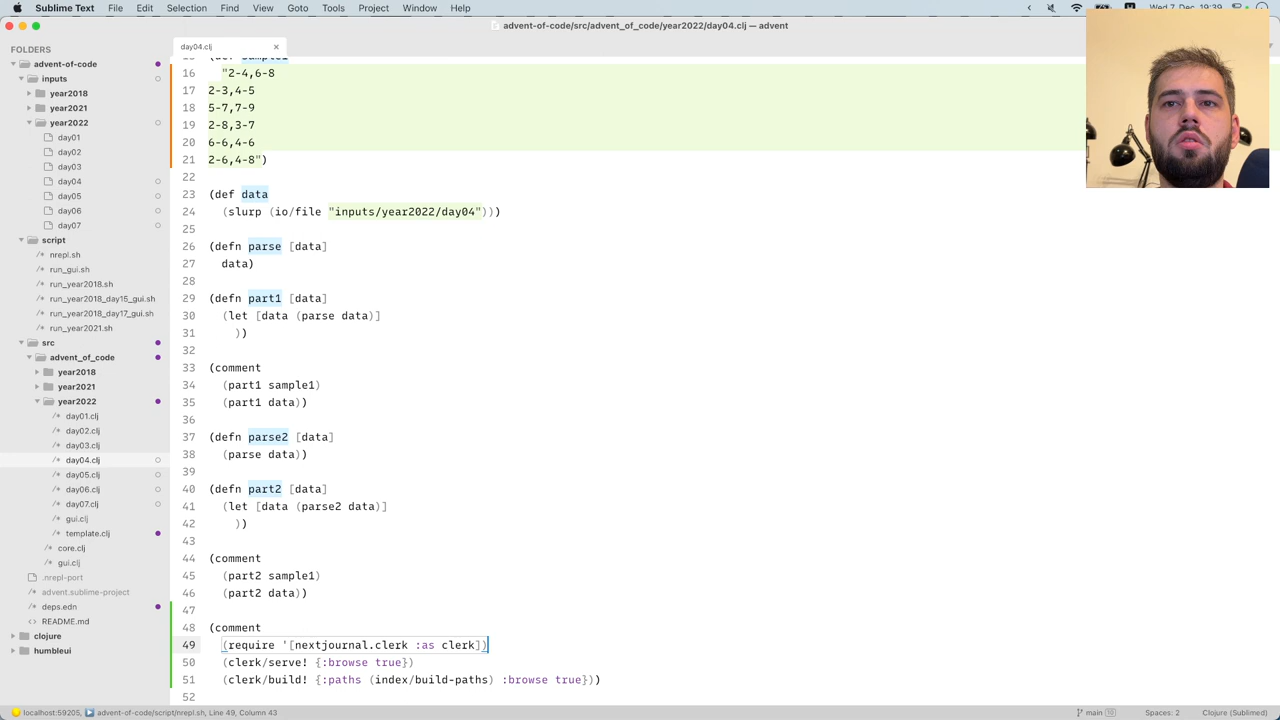 Sublime Text File Edit Selection Find View Goto Tools Project Window Help
W 7 Dec 19:39
advent-of-code/src/advent_of_code/year2022/day04.clj — advent
FOLDERS
advent-of-code
inputs
year2018
year2021
year2022
day01
day02
day03
day04
day05
day06
day07
script
nrepl.sh
run_gui.sh
run_year2018.sh
run_year2018_day15_gui.sh
run_year2018_day17_gui.sh
run_year2021.sh
src
advent_of_code
year2018
year2021
year2022
day01.clj
day02.clj
day03.clj
day04.clj
day05.clj
day06.clj
day07.clj
gui.clj
template.clj
core.clj
gui.clj
.nrepl-port
advent.sublime-project
deps.edn
README.md
clojure
humbleui
day04.clj
15 (def sample1
16 "2-4,6-8
17 2-3,4-5
18 5-7,7-9
19 2-8,3-7
20 6-6,4-6
21 2-6,4-8")
22
23 (def data
24 (slurp (io/file "inputs/year2022/day04")))
25
26 (defn parse [data]
27 data)
28
29 (defn part1 [data]
30 (let [data (parse data)]
31 ))
32
33 (comment
34 (part1 sample1)
35 (part1 data))
36
37 (defn parse2 [data]
38 (parse data))
39
40 (defn part2 [data]
41 (let [data (parse2 data)]
42 ))
43
44 (comment
45 (part2 sample1)
46 (part2 data))
47
48 (comment
49 (require '[nextjournal.clerk :as clerk])
50 (clerk/serve! {:browse true})
51 (clerk/build! {:paths (index/build-paths) :browse true}))
52
localhost:59205, advent-of-code/script/nrepl.sh, Line 49, Column 43
main 10
Spaces: 2
Clojure (Sublimed)